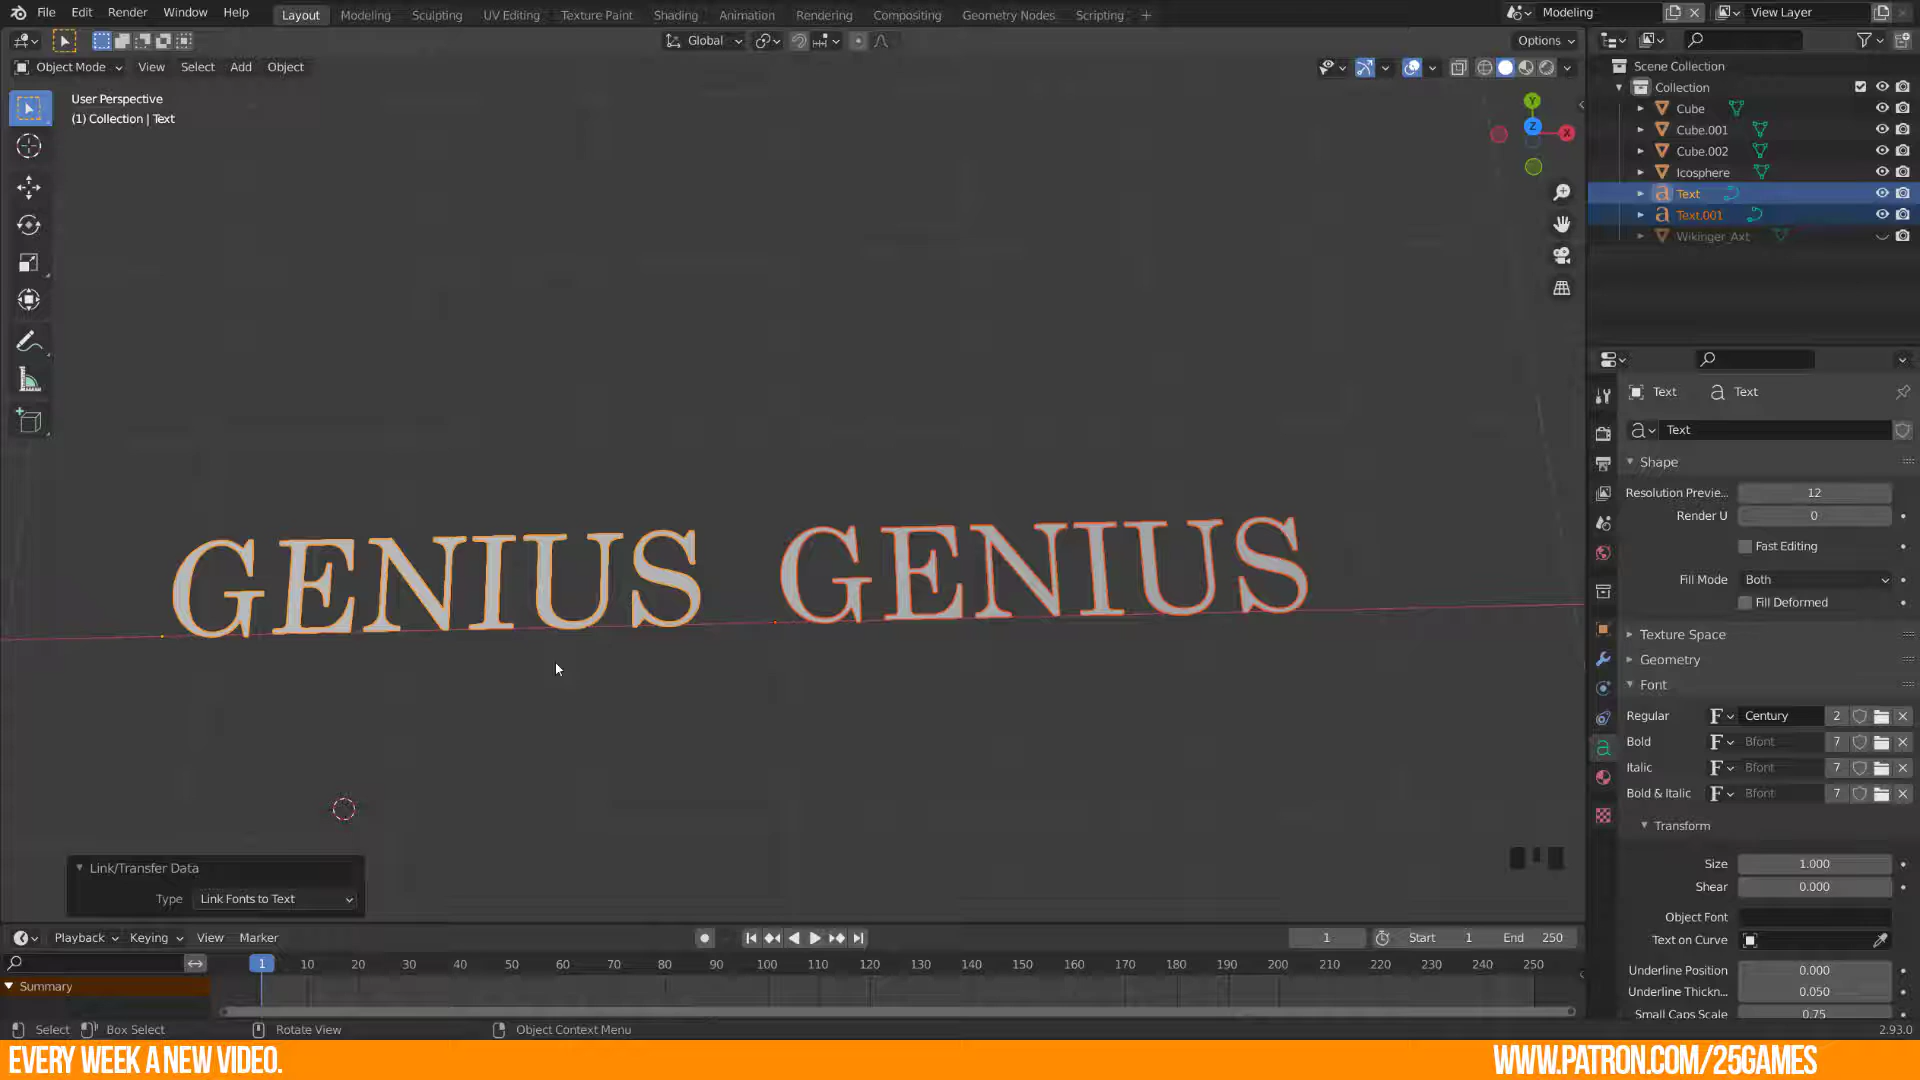 File Edit Render Window Help Layout Modeling Sculpting UV Editing Texture Paint Shading Animation Rendering Compositing Geometry Nodes Scripting + Modeling View Layer
Global Options
Object Mode View Select Add Object
User Perspective
(1) Collection | Text
Y
Z
X
Scene Collection
Collection
Cube
Cube.001
Cube.002
Icosphere
Text
Text.001
Wikinger_Axt
GENIUS GENIUS
Text Text
Text
Shape
Resolution Previe... 12
Render U 0
Fast Editing
Fill Mode Both
Fill Deformed
Texture Space
Geometry
Font
Regular Century 2
Bold Bfont 7
Italic Bfont 7
Bold & Italic Bfont 7
Transform
Size 1.000
Shear 0.000
Object Font
Text on Curve
Underline Position 0.000
Underline Thickn... 0.050
Small Caps Scale 0.75
Link/Transfer Data
Type Link Fonts to Text
Playback Keying View Marker 1 Start 1 End 250
1 10 20 30 40 50 60 70 80 90 100 110 120 130 140 150 160 170 180 190 200 210 220 230 240 250
Summary
Select Box Select Rotate View Object Context Menu 2.93.0
EVERY WEEK A NEW VIDEO. WWW.PATRON.COM/25GAMES